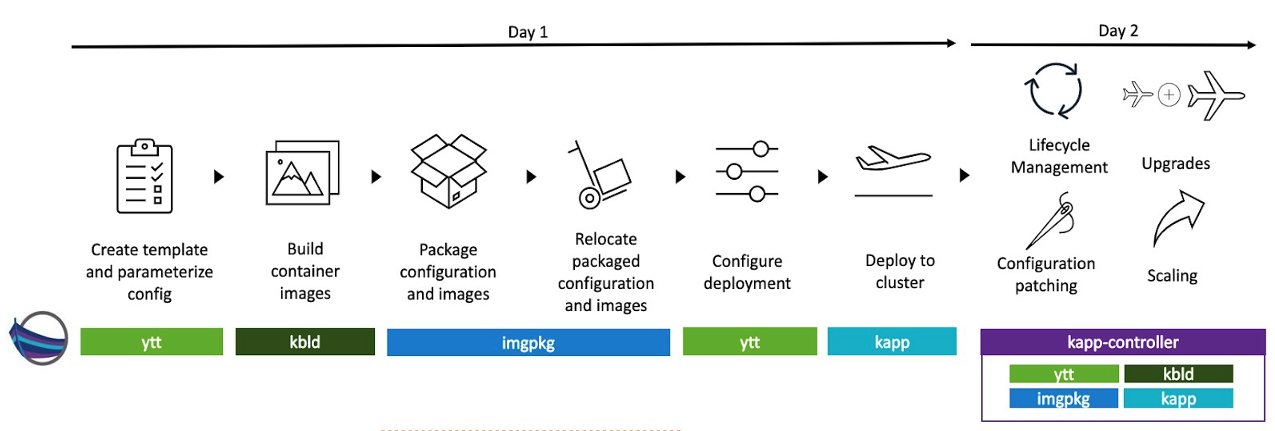 Day 1
Day 2
Create template
and parameterize
config
Build
container
images
Package
configuration
and images
Relocate
packaged
configuration
and images
Configure
deployment
Deploy to
cluster
Lifecycle
Management
Upgrades
Configuration
patching
Scaling
ytt
kbld
imgpkg
ytt
kapp
kapp-controller
ytt
kbld
imgpkg
kapp